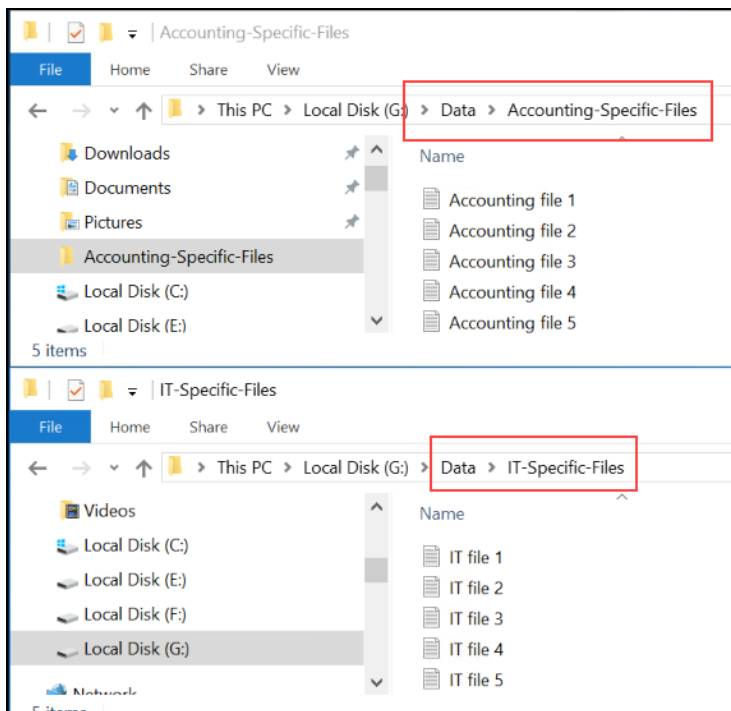 Accounting-Specific-Files
File Home Share View
This PC > Local Disk (G:) > Data > Accounting-Specific-Files
Downloads
Documents
Pictures
Accounting-Specific-Files
Local Disk (C:)
Local Disk (E:)
Name
Accounting file 1
Accounting file 2
Accounting file 3
Accounting file 4
Accounting file 5
5 items
IT-Specific-Files
File Home Share View
This PC > Local Disk (G:) > Data > IT-Specific-Files
Videos
Local Disk (C:)
Local Disk (E:)
Local Disk (F:)
Local Disk (G:)
Network
Name
IT file 1
IT file 2
IT file 3
IT file 4
IT file 5
5 items